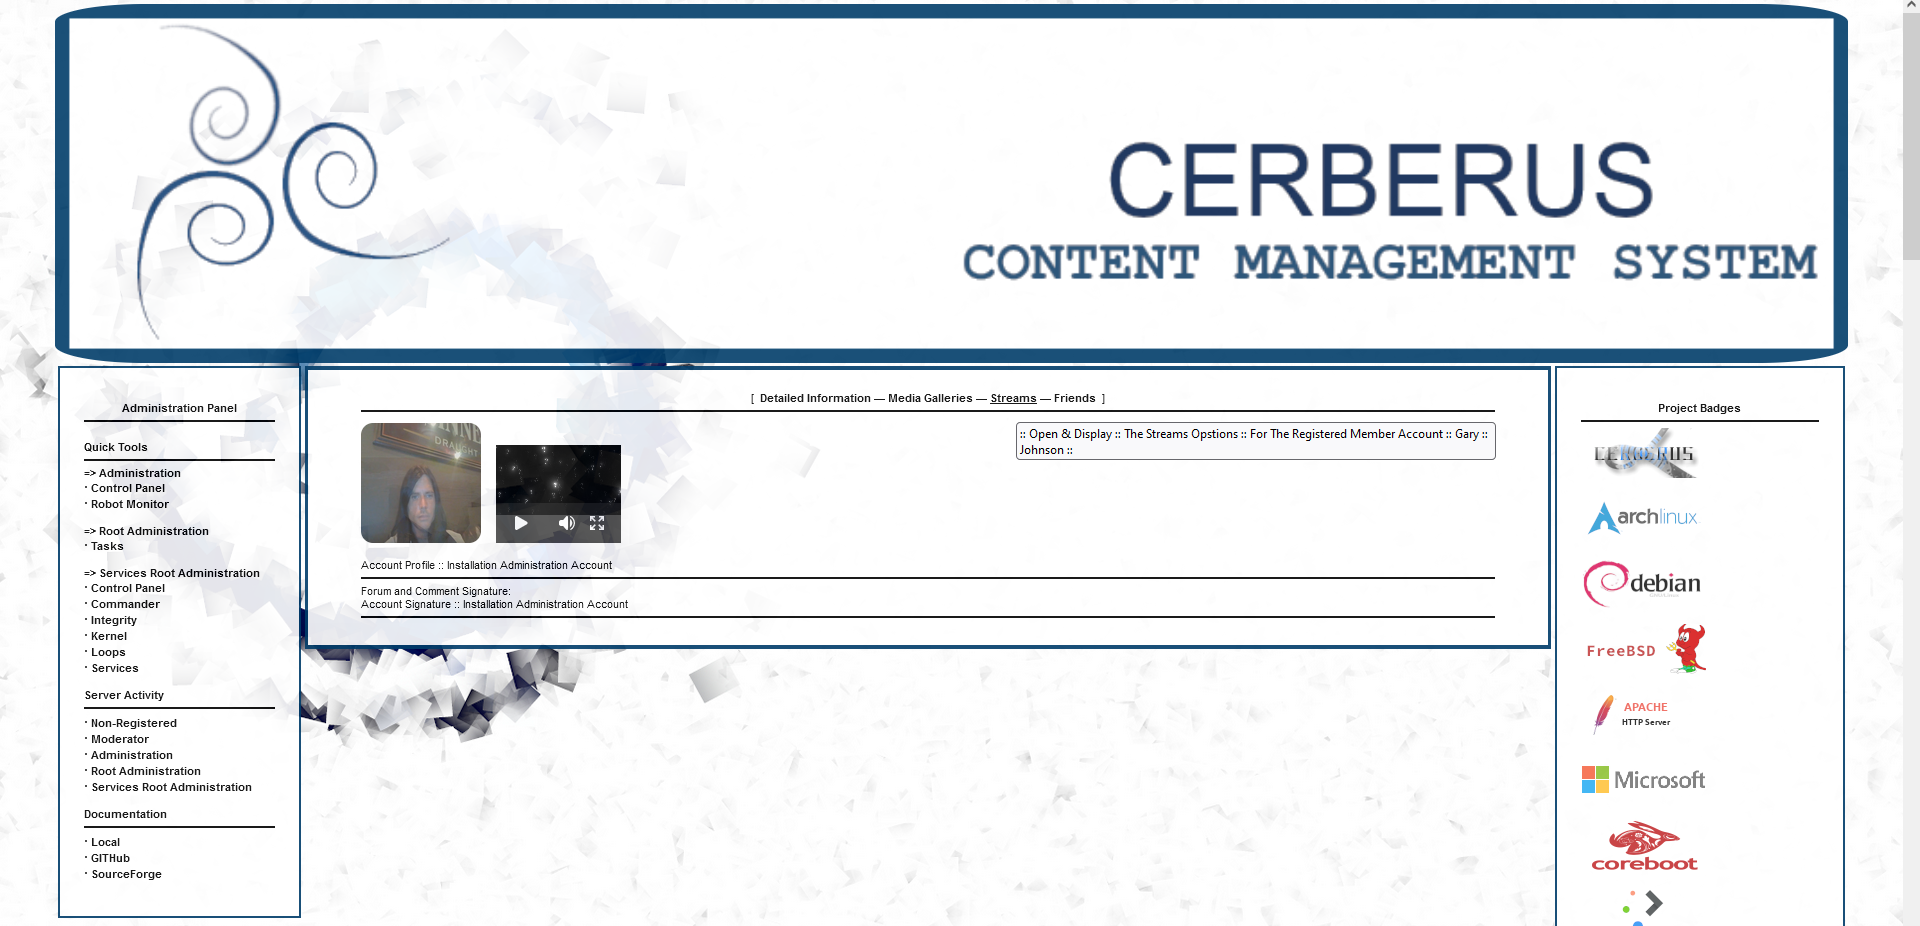 CERBERUS
CONTENT MANAGEMENT SYSTEM
Administration Panel
Quick Tools
=> Administration
· Control Panel
· Robot Monitor
=> Root Administration
· Tasks
=> Services Root Administration
· Control Panel
· Commander
· Integrity
· Kernel
· Loops
· Services
Server Activity
· Non-Registered
· Moderator
· Administration
· Root Administration
· Services Root Administration
Documentation
· Local
· GITHub
· SourceForge
[ Detailed Information — Media Galleries — Streams — Friends ]
DRAUGHT
:: Open & Display :: The Streams Opstions :: For The Registered Member Account :: Gary ::
Johnson ::
Account Profile :: Installation Administration Account
Forum and Comment Signature:
Account Signature :: Installation Administration Account
Project Badges
CERBERUS
archlinux
debian
FreeBSD
APACHE
HTTP Server
Microsoft
coreboot